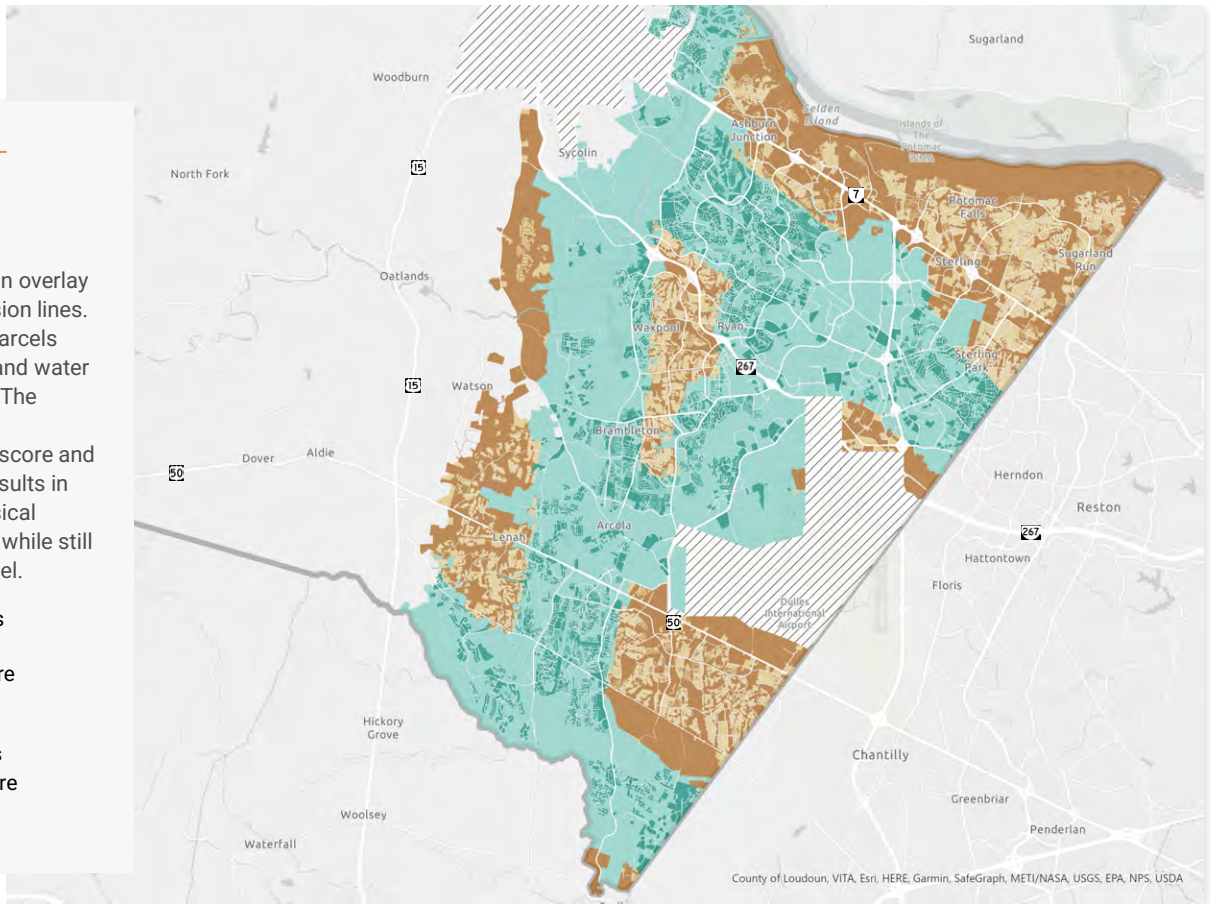 n overlay
sion lines.
arcels
and water
The
score and
sults in
sical
while still
el.
s
re
s
re
Sugarland
Woodburn
Selden
Island
Ashburn
Junction
Islands of
The
Potomac
WMA
Sycolin
15
North Fork
7
Potomac
Falls
Sugarland
Run
Sterling
Oatlands
Waxpool
Ryan
Sterling
Park
267
15
Watson
Brambleton
50
Dover
Aldie
Herndon
Reston
Arcola
267
Lenah
Hattontown
Floris
Dulles
International
Airport
50
Hickory
Grove
Chantilly
Greenbriar
Woolsey
Penderlan
Waterfall
County of Loudoun, VITA, Esri, HERE, Garmin, SafeGraph, METI/NASA, USGS, EPA, NPS, USDA